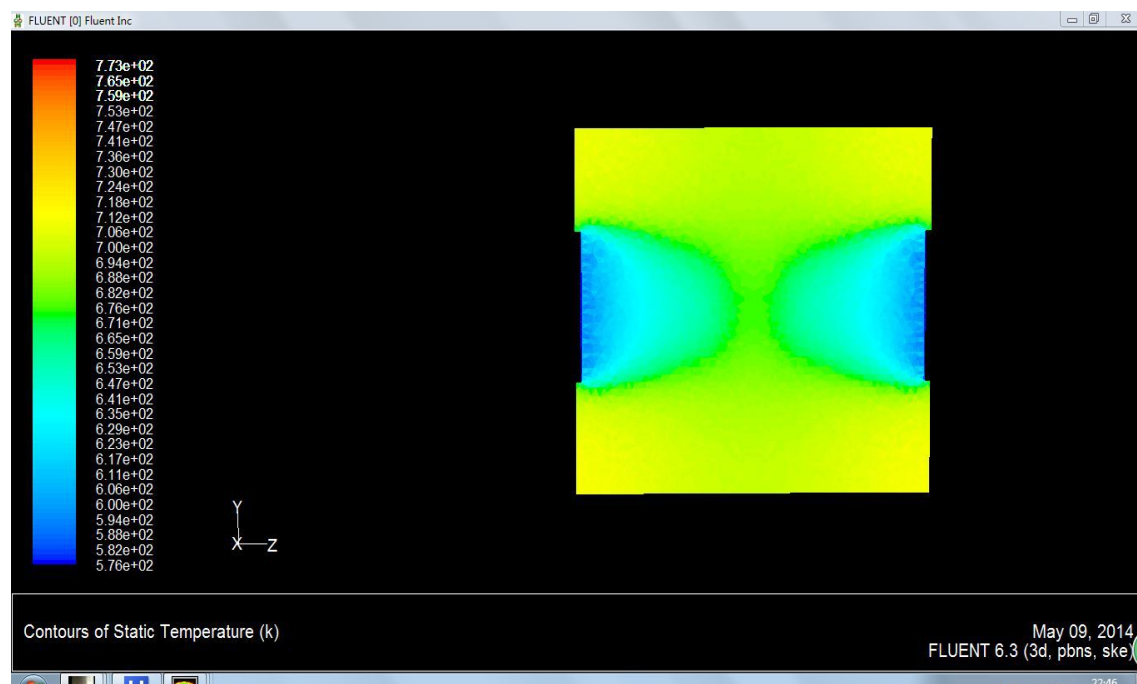 FLUENT [0] Fluent Inc
7.73e+02
7.65e+02
7.59e+02
7.53e+02
7.47e+02
7.41e+02
7.36e+02
7.30e+02
7.24e+02
7.18e+02
7.12e+02
7.06e+02
7.00e+02
6.94e+02
6.88e+02
6.82e+02
6.76e+02
6.71e+02
6.65e+02
6.59e+02
6.53e+02
6.47e+02
6.41e+02
6.35e+02
6.29e+02
6.23e+02
6.17e+02
6.11e+02
6.06e+02
6.00e+02
5.94e+02
5.88e+02
5.82e+02
5.76e+02
Y
X Z
Contours of Static Temperature (k)
May 09, 2014
FLUENT 6.3 (3d, pbns, ske)
22:46